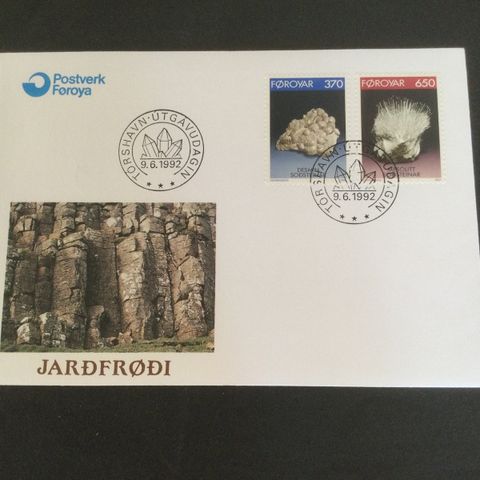 Postverk
Føroya
FØROYAR 370
FØROYAR 650
TÓRSHAVN · ÚTGÁVUDAGIN
9.6.1992
TÓRSHAVN · ÚTGÁVUDAGIN
9.6.1992
JARÐFRØÐI